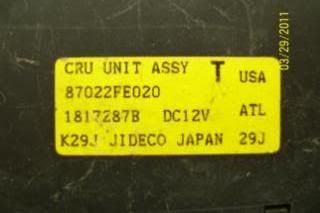 CRU UNIT ASSY T USA
87022FE020
1817287B DC12V ATL
K29J JIDECO JAPAN 29J
03/29/2011